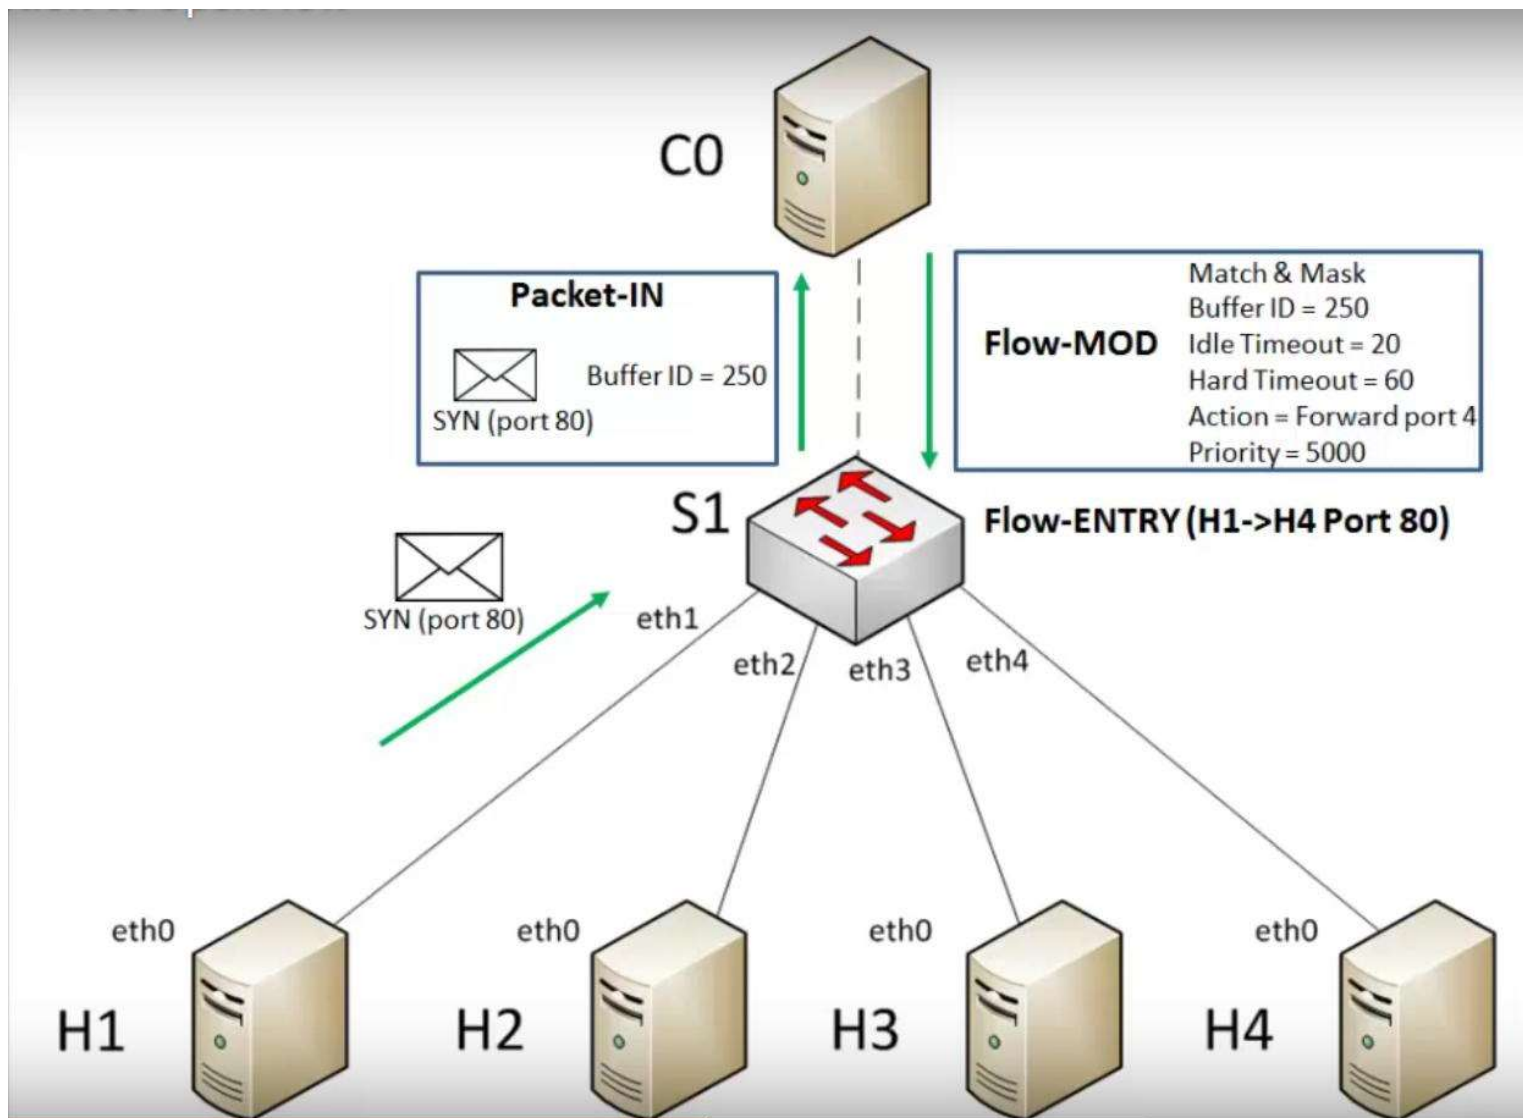 C0
Packet-IN
Buffer ID = 250
SYN (port 80)
Flow-MOD
Match & Mask
Buffer ID = 250
Idle Timeout = 20
Hard Timeout = 60
Action = Forward port 4
Priority = 5000
S1
Flow-ENTRY (H1->H4 Port 80)
SYN (port 80)
eth1
eth2
eth3
eth4
eth0
eth0
eth0
eth0
H1
H2
H3
H4